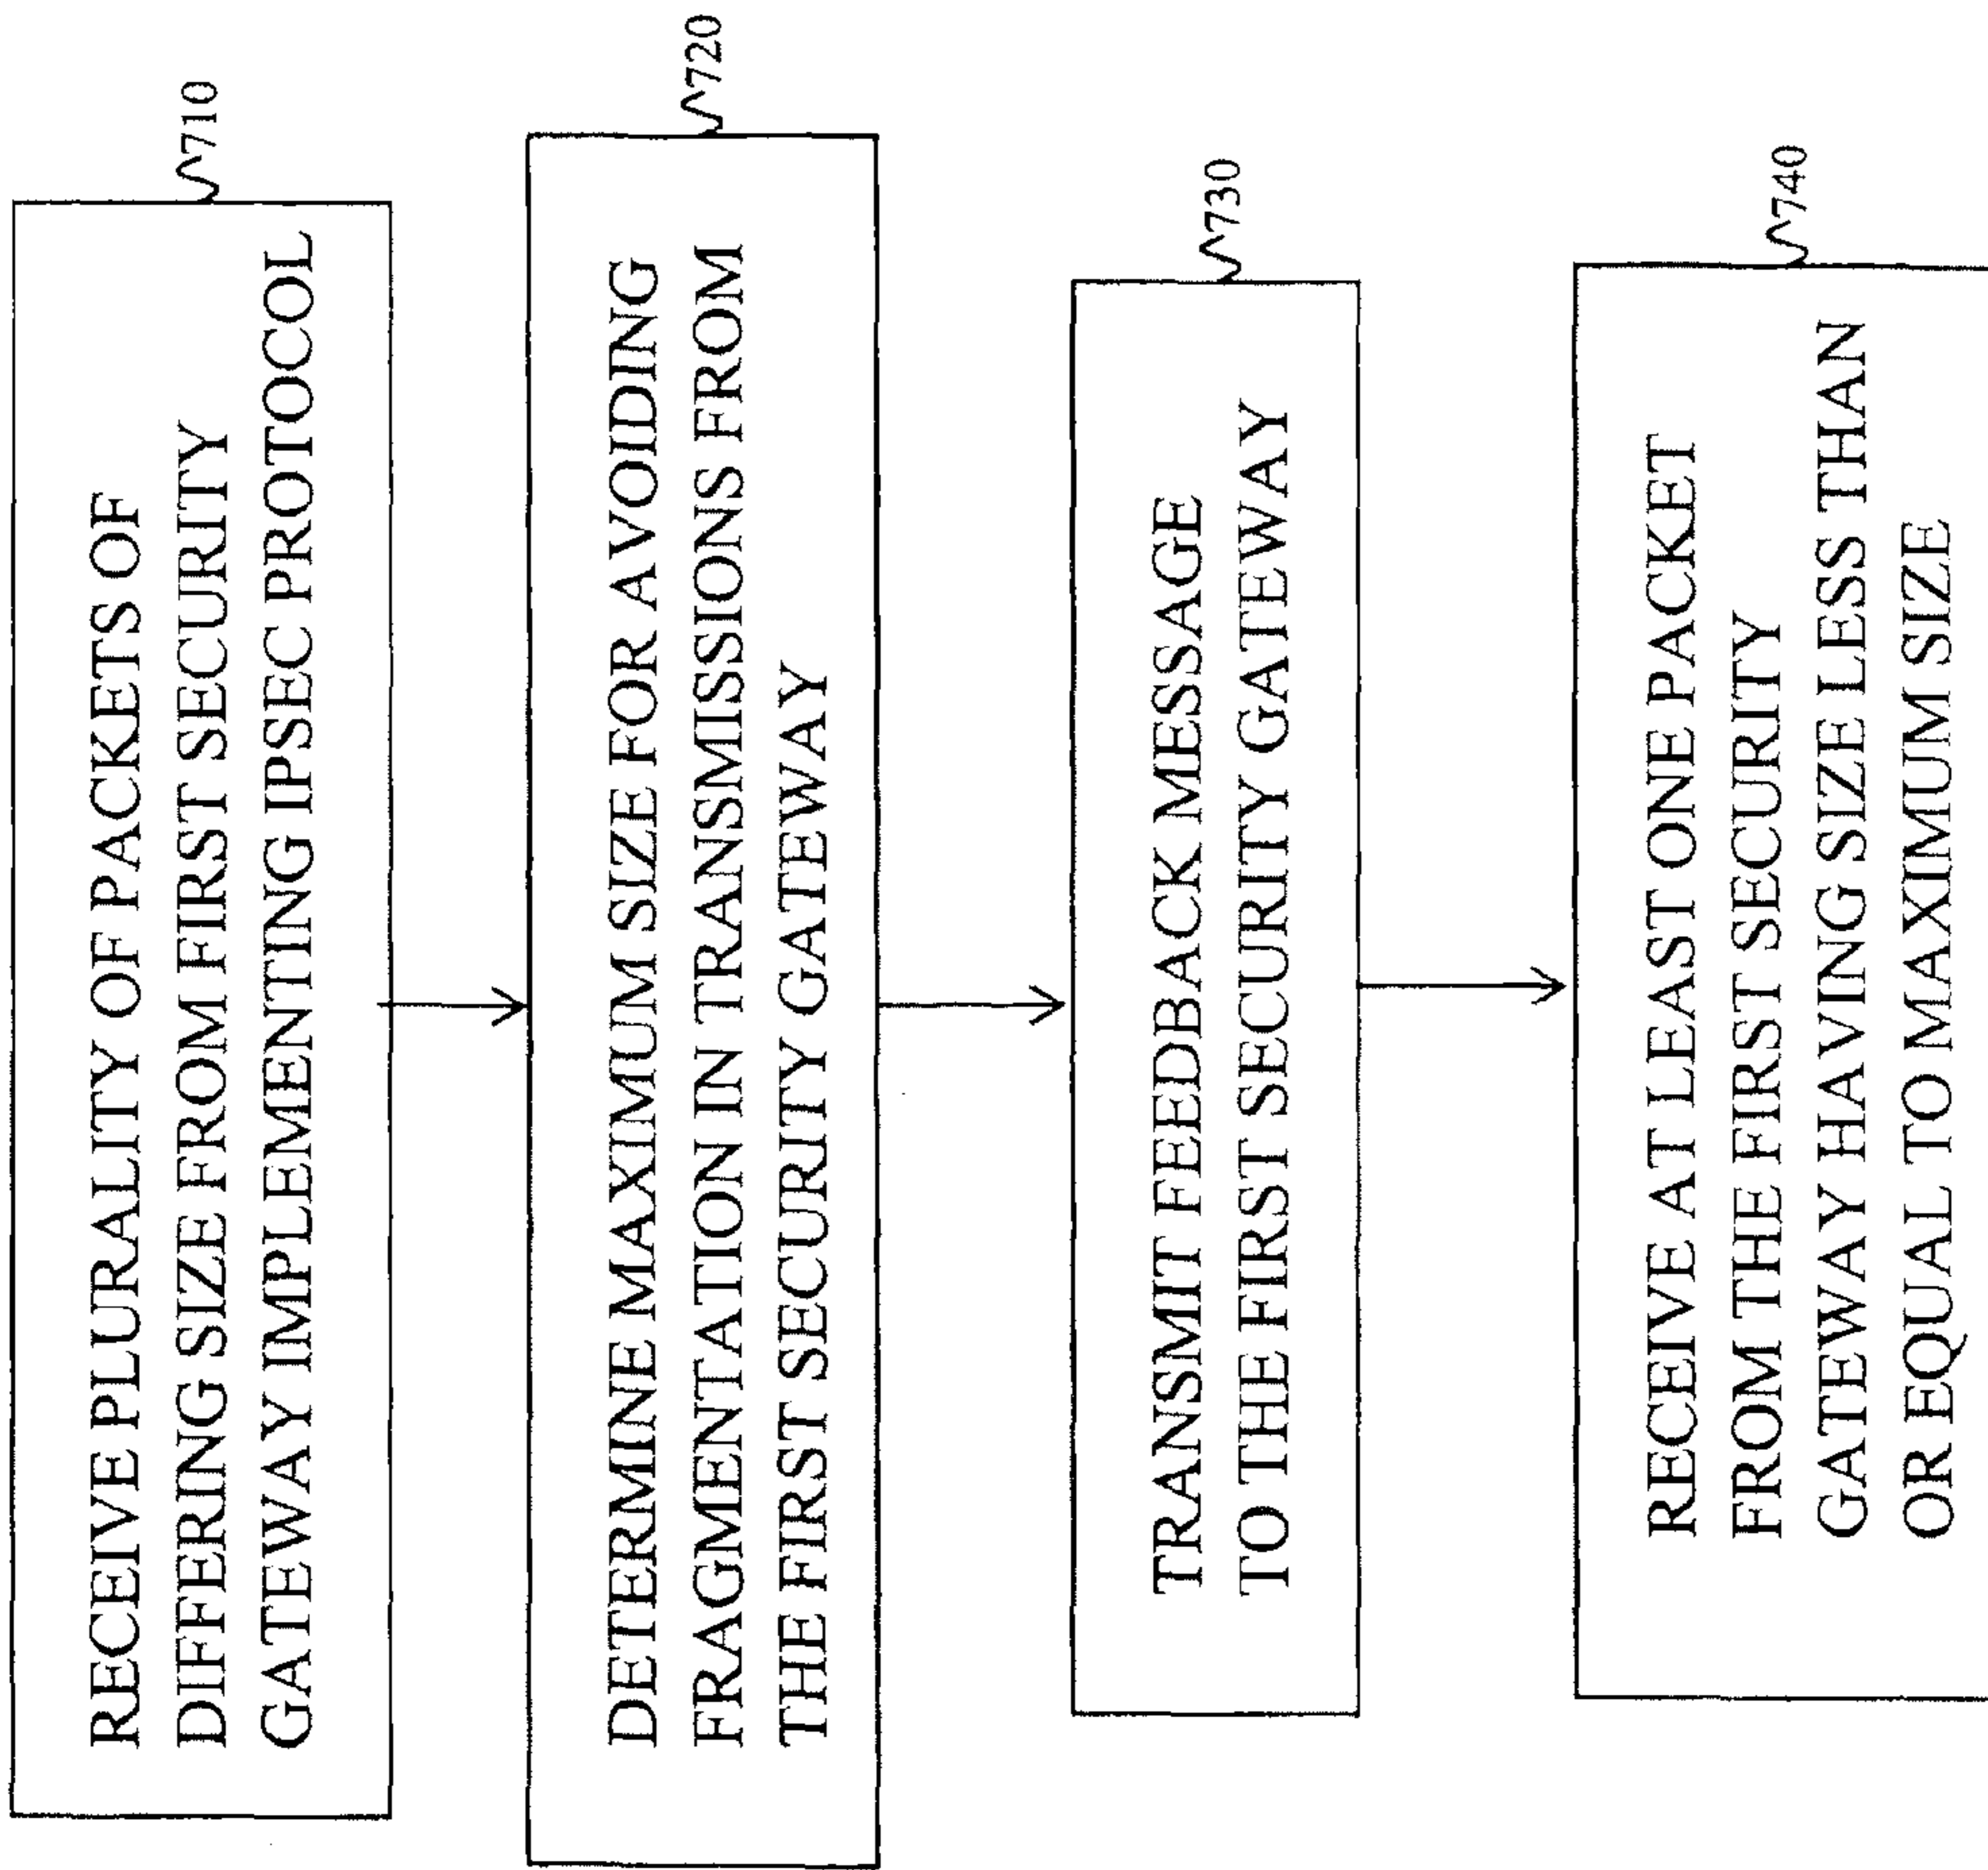 RECEIVE PLURALITY OF PACKETS OF
DIFFERING SIZE FROM FIRST SECURITY
GATEWAY IMPLEMENTING IPSEC PROTOCOL
710
DETERMINE MAXIMUM SIZE FOR AVOIDING
FRAGMENTATION IN TRANSMISSIONS FROM
THE FIRST SECURITY GATEWAY
720
TRANSMIT FEEDBACK MESSAGE
TO THE FIRST SECURITY GATEWAY
730
RECEIVE AT LEAST ONE PACKET
FROM THE FIRST SECURITY
GATEWAY HAVING SIZE LESS THAN
OR EQUAL TO MAXIMUM SIZE
740